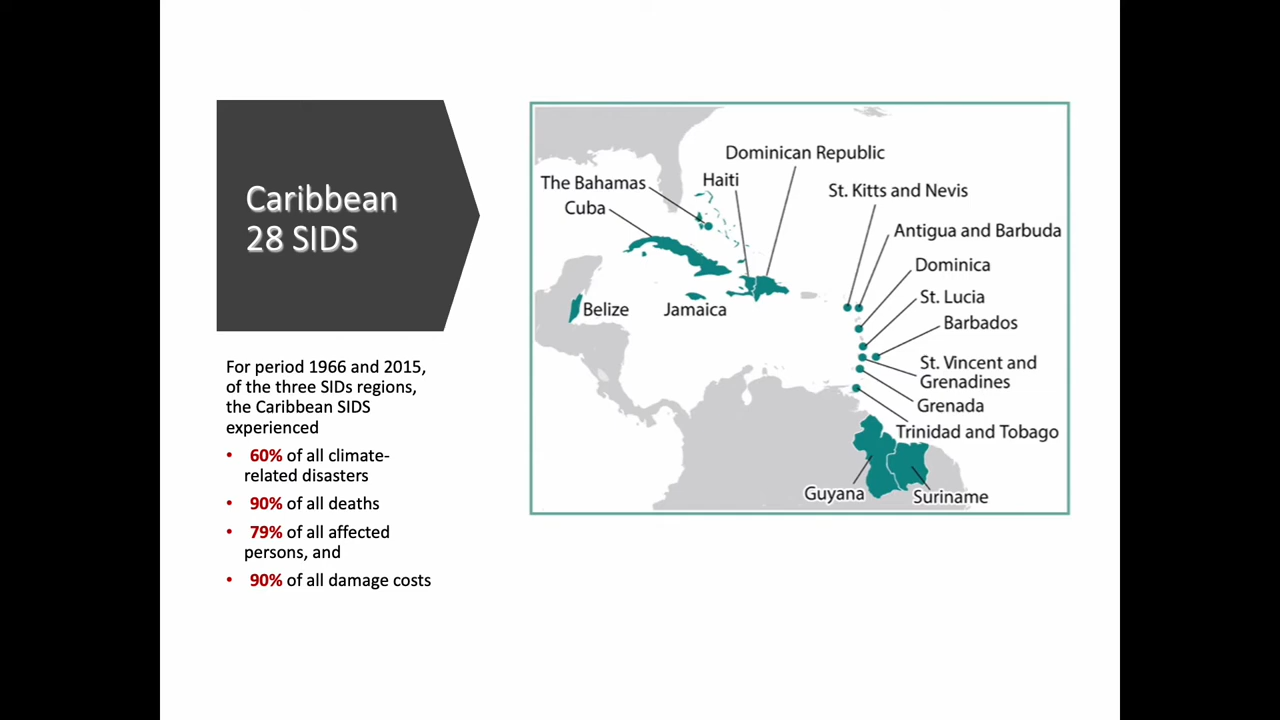 Caribbean
28 SIDS
For period 1966 and 2015,
of the three SIDs regions,
the Caribbean SIDS
experienced
• 60% of all climate-
related disasters
• 90% of all deaths
• 79% of all affected
persons, and
• 90% of all damage costs
Dominican Republic
Haiti
The Bahamas
Cuba
St. Kitts and Nevis
Antigua and Barbuda
Dominica
St. Lucia
Belize
Jamaica
Barbados
St. Vincent and
Grenadines
Grenada
Trinidad and Tobago
Guyana
Suriname